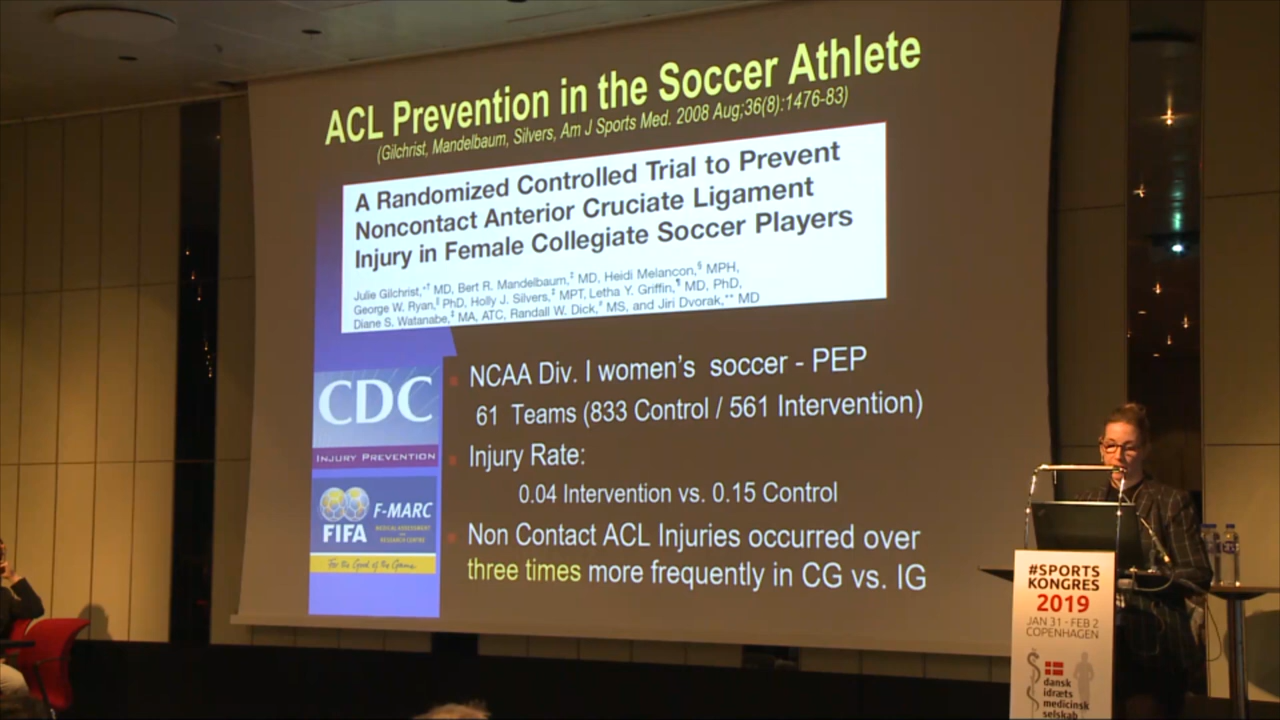 ACL Prevention in the Soccer Athlete
(Gilchrist, Mandelbaum, Silvers, Am J Sports Med. 2008 Aug;36(8):1476-83)
A Randomized Controlled Trial to Prevent
Noncontact Anterior Cruciate Ligament
Injury in Female Collegiate Soccer Players
Julie Gilchrist,*† MD, Bert R. Mandelbaum,‡ MD, Heidi Melancon,§ MPH,
George W. Ryan,‖ PhD, Holly J. Silvers,‡ MPT, Letha Y. Griffin,¶ MD, PhD,
Diane S. Watanabe,‡ MA, ATC, Randall W. Dick,# MS, and Jiri Dvorak,** MD
CDC
INJURY PREVENTION
FIFA
F-MARC
MEDICAL ASSESSMENT
RESEARCH CENTRE
For the Good of the Game
NCAA Div. I women's soccer - PEP
61 Teams (833 Control / 561 Intervention)
Injury Rate:
0.04 Intervention vs. 0.15 Control
Non Contact ACL Injuries occurred over
three times more frequently in CG vs. IG
#SPORTS
KONGRES
2019
JAN 31 - FEB 2
COPENHAGEN
dansk
idræts
medicinsk
selskab